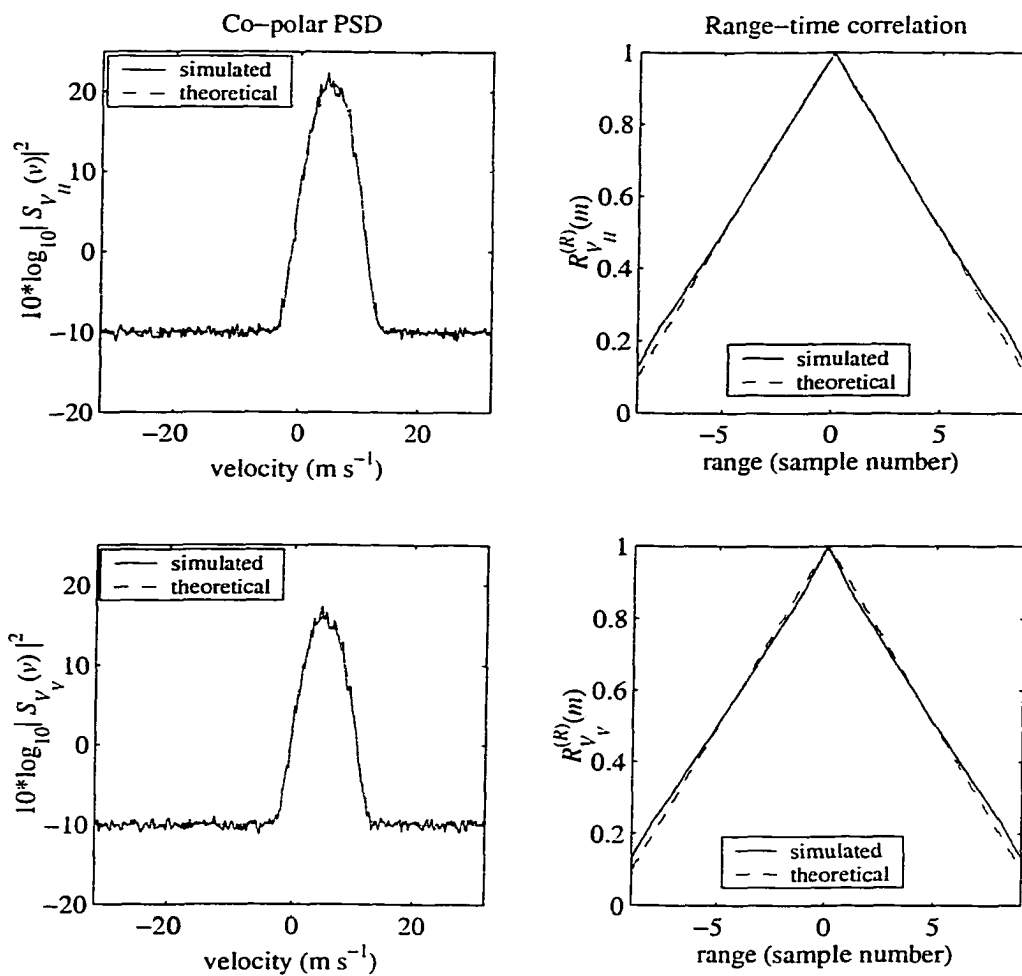 Co-polar PSD
simulated
theoretical
20
10
0
-10
-20
10*log10| S_V_H (v)|^2
-20 0 20
velocity (m s^-1)
Range-time correlation
1
0.8
0.6
0.4
0.2
0
R_V_H^(R)(m)
simulated
theoretical
-5 0 5
range (sample number)
simulated
theoretical
20
10
0
-10
-20
10*log10| S_V_v (v) |^2
-20 0 20
velocity (m s^-1)
1
0.8
0.6
0.4
0.2
0
R_V_v^(R)(m)
simulated
theoretical
-5 0 5
range (sample number)